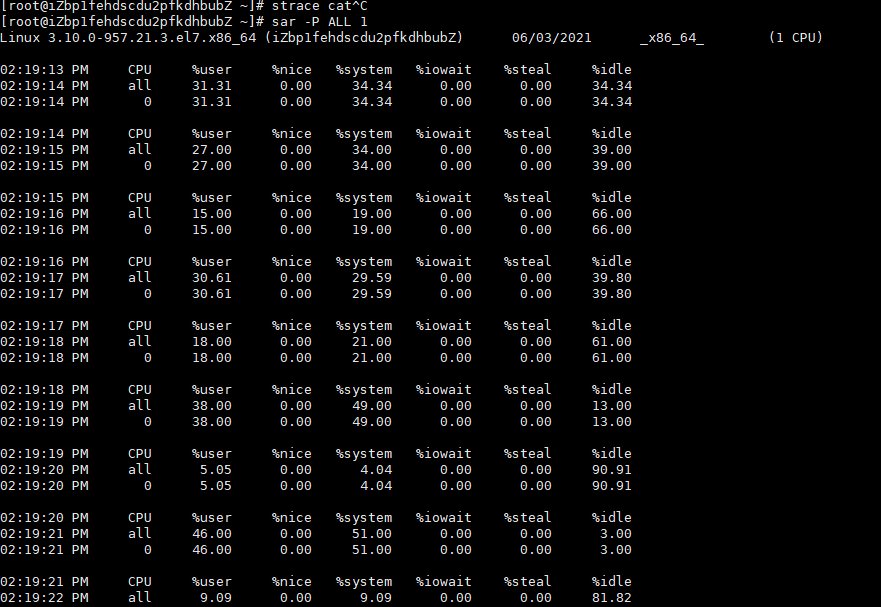 [root@iZbp1fehdscdu2pfkdhbubZ ~]# strace cat^C
[root@iZbp1fehdscdu2pfkdhbubZ ~]# sar -P ALL 1
Linux 3.10.0-957.21.3.el7.x86_64 (iZbp1fehdscdu2pfkdhbubZ)      06/03/2021      _x86_64_        (1 CPU)

02:19:13 PM     CPU     %user     %nice   %system   %iowait    %steal     %idle
02:19:14 PM     all     31.31      0.00     34.34      0.00      0.00     34.34
02:19:14 PM       0     31.31      0.00     34.34      0.00      0.00     34.34

02:19:14 PM     CPU     %user     %nice   %system   %iowait    %steal     %idle
02:19:15 PM     all     27.00      0.00     34.00      0.00      0.00     39.00
02:19:15 PM       0     27.00      0.00     34.00      0.00      0.00     39.00

02:19:15 PM     CPU     %user     %nice   %system   %iowait    %steal     %idle
02:19:16 PM     all     15.00      0.00     19.00      0.00      0.00     66.00
02:19:16 PM       0     15.00      0.00     19.00      0.00      0.00     66.00

02:19:16 PM     CPU     %user     %nice   %system   %iowait    %steal     %idle
02:19:17 PM     all     30.61      0.00     29.59      0.00      0.00     39.80
02:19:17 PM       0     30.61      0.00     29.59      0.00      0.00     39.80

02:19:17 PM     CPU     %user     %nice   %system   %iowait    %steal     %idle
02:19:18 PM     all     18.00      0.00     21.00      0.00      0.00     61.00
02:19:18 PM       0     18.00      0.00     21.00      0.00      0.00     61.00

02:19:18 PM     CPU     %user     %nice   %system   %iowait    %steal     %idle
02:19:19 PM     all     38.00      0.00     49.00      0.00      0.00     13.00
02:19:19 PM       0     38.00      0.00     49.00      0.00      0.00     13.00

02:19:19 PM     CPU     %user     %nice   %system   %iowait    %steal     %idle
02:19:20 PM     all      5.05      0.00      4.04      0.00      0.00     90.91
02:19:20 PM       0      5.05      0.00      4.04      0.00      0.00     90.91

02:19:20 PM     CPU     %user     %nice   %system   %iowait    %steal     %idle
02:19:21 PM     all     46.00      0.00     51.00      0.00      0.00      3.00
02:19:21 PM       0     46.00      0.00     51.00      0.00      0.00      3.00

02:19:21 PM     CPU     %user     %nice   %system   %iowait    %steal     %idle
02:19:22 PM     all      9.09      0.00      9.09      0.00      0.00     81.82